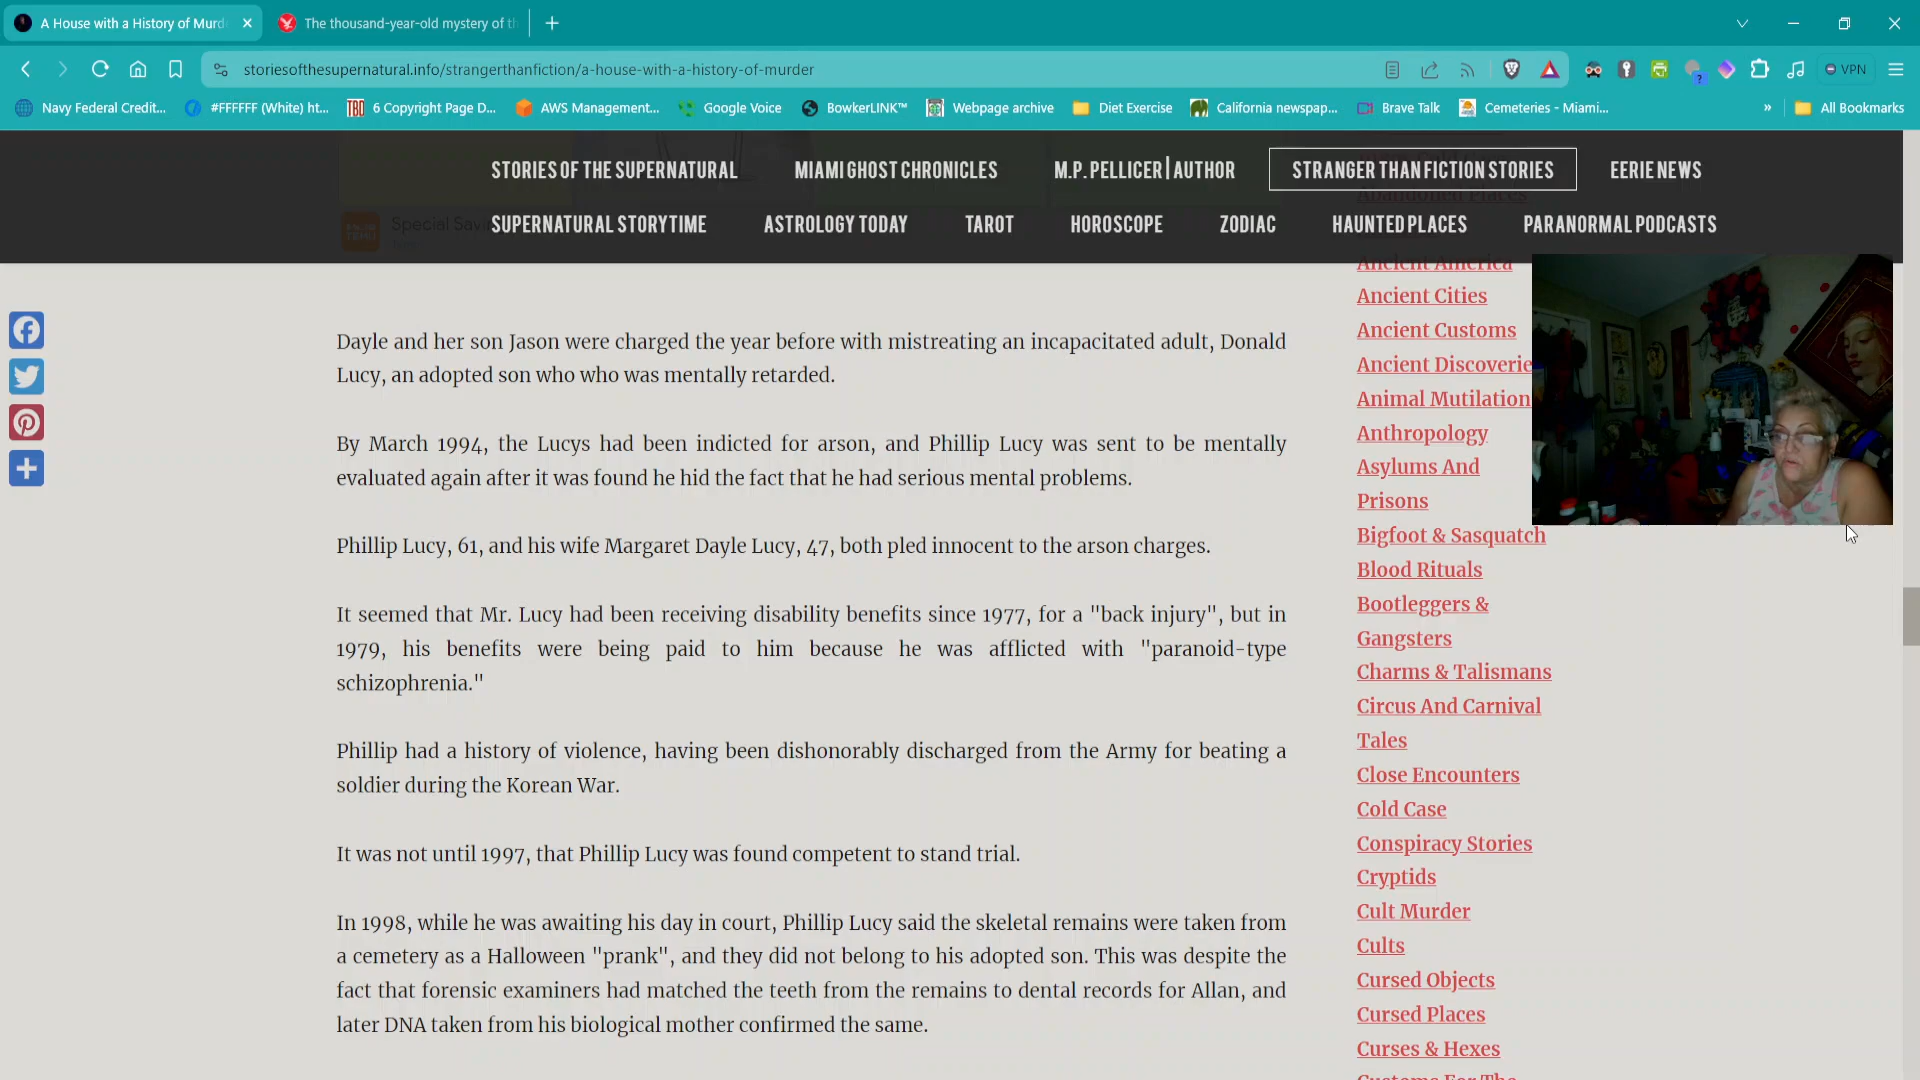 A House with a History of Murd
The thousand-year-old mystery of t
storiesofthesupernatural.info/strangerthanfiction/a-house-with-a-history-of-murder
VPN
Navy Federal Credit...
#FFFFFF (White) ht...
6 Copyright Page D...
AWS Management...
Google Voice
BowkerLINK™
Webpage archive
Diet Exercise
California newspap...
Brave Talk
Cemeteries - Miami...
All Bookmarks
STORIES OF THE SUPERNATURAL
MIAMI GHOST CHRONICLES
M.P. PELLICER | AUTHOR
STRANGER THAN FICTION STORIES
EERIE NEWS
Abandoned Places
Special Savi
SUPERNATURAL STORYTIME
ASTROLOGY TODAY
TAROT
HOROSCOPE
ZODIAC
HAUNTED PLACES
PARANORMAL PODCASTS
Dayle and her son Jason were charged the year before with mistreating an incapacitated adult, Donald
Lucy, an adopted son who who was mentally retarded.
By March 1994, the Lucys had been indicted for arson, and Phillip Lucy was sent to be mentally
evaluated again after it was found he hid the fact that he had serious mental problems.
Phillip Lucy, 61, and his wife Margaret Dayle Lucy, 47, both pled innocent to the arson charges.
It seemed that Mr. Lucy had been receiving disability benefits since 1977, for a "back injury", but in
1979, his benefits were being paid to him because he was afflicted with "paranoid-type
schizophrenia."
Phillip had a history of violence, having been dishonorably discharged from the Army for beating a
soldier during the Korean War.
It was not until 1997, that Phillip Lucy was found competent to stand trial.
In 1998, while he was awaiting his day in court, Phillip Lucy said the skeletal remains were taken from
a cemetery as a Halloween "prank", and they did not belong to his adopted son. This was despite the
fact that forensic examiners had matched the teeth from the remains to dental records for Allan, and
later DNA taken from his biological mother confirmed the same.
Ancient America
Ancient Cities
Ancient Customs
Ancient Discoverie
Animal Mutilation
Anthropology
Asylums And
Prisons
Bigfoot & Sasquatch
Blood Rituals
Bootleggers &
Gangsters
Charms & Talismans
Circus And Carnival
Tales
Close Encounters
Cold Case
Conspiracy Stories
Cryptids
Cult Murder
Cults
Cursed Objects
Cursed Places
Curses & Hexes
Customs For The